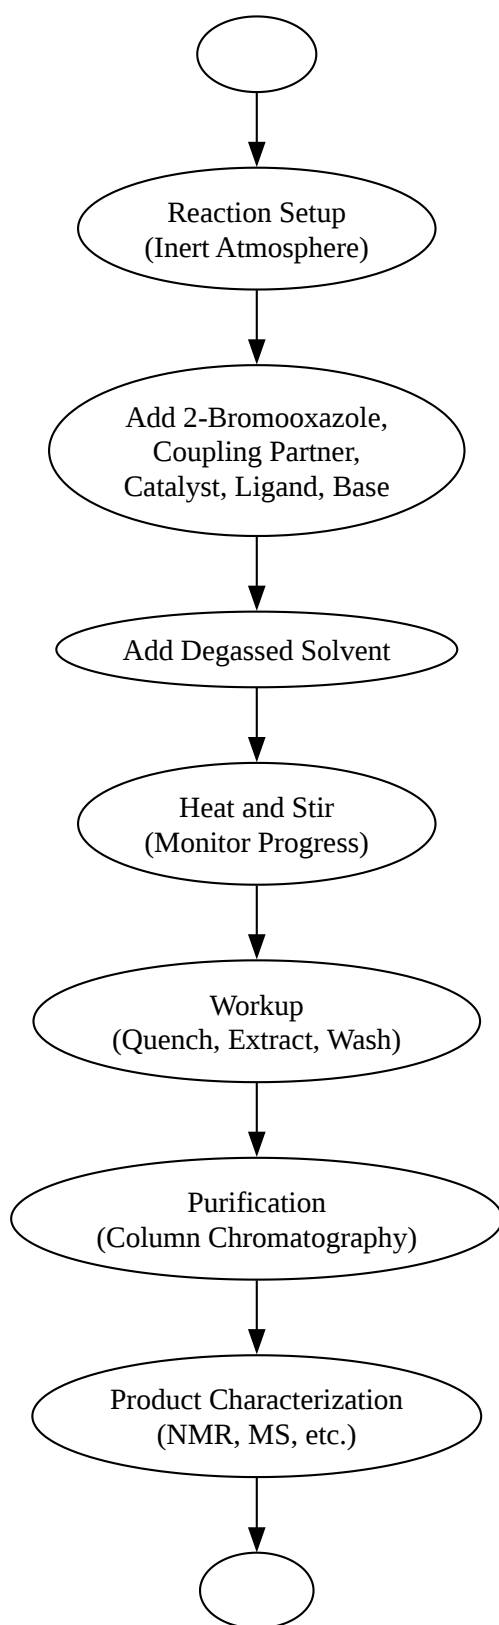 Reaction Setup
(Inert Atmosphere)
Add 2-Bromooxazole,
Coupling Partner,
Catalyst, Ligand, Base
Add Degassed Solvent
Heat and Stir
(Monitor Progress)
Workup
(Quench, Extract, Wash)
Purification
(Column Chromatography)
Product Characterization
(NMR, MS, etc.)